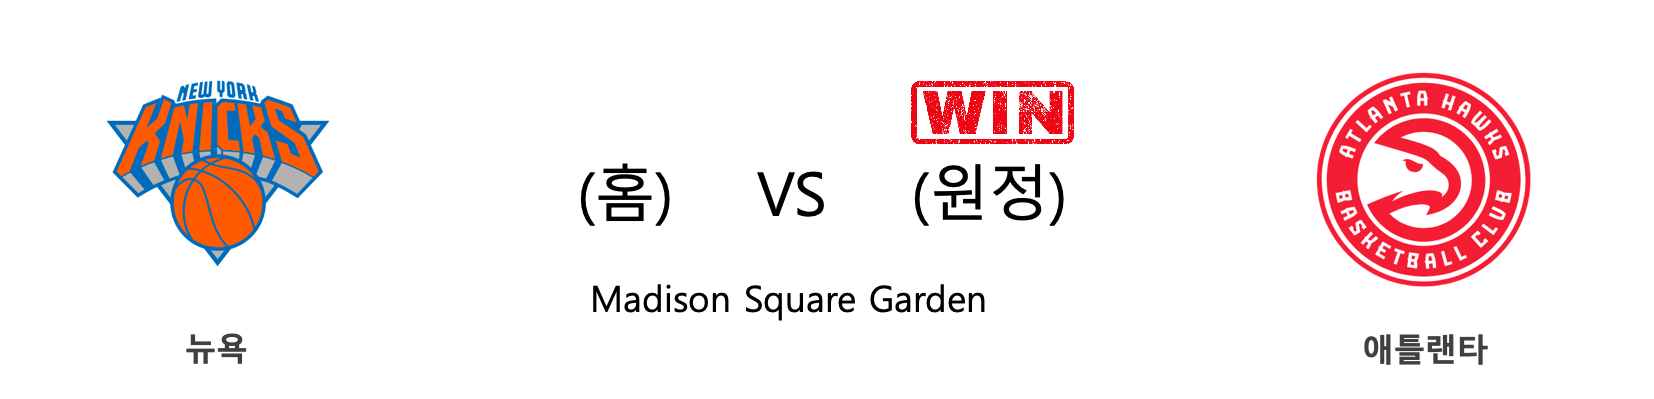 NEW YORK
KNICKS
WIN
(홈) VS (원정)
Madison Square Garden
뉴욕
ATLANTA HAWKS
BASKETBALL CLUB
애틀랜타